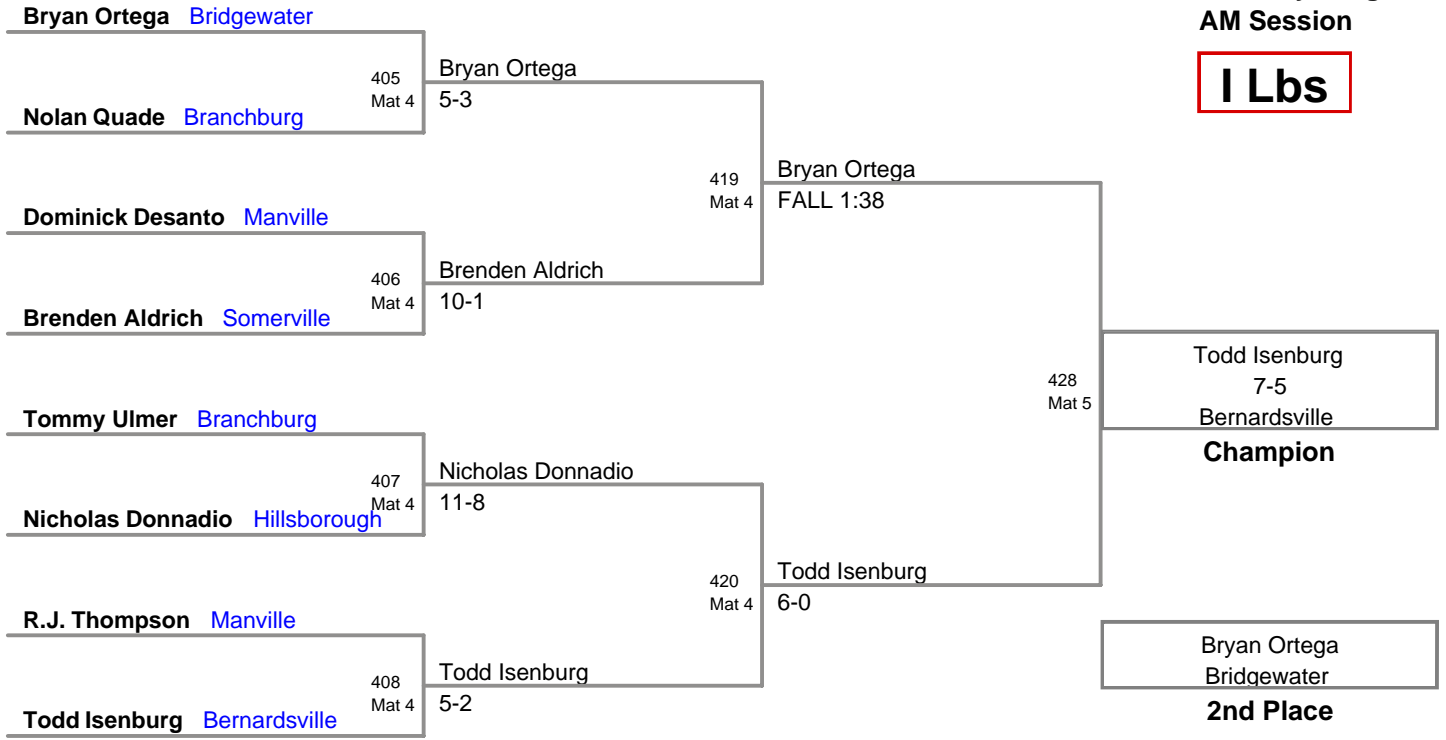 AM Session
I Lbs
Bryan Ortega Bridgewater
405
Mat 4
Bryan Ortega
5-3
Nolan Quade Branchburg
419
Mat 4
Bryan Ortega
FALL 1:38
Dominick Desanto Manville
406
Mat 4
Brenden Aldrich
10-1
Brenden Aldrich Somerville
428
Mat 5
Todd Isenburg
7-5
Bernardsville
Champion
Tommy Ulmer Branchburg
407
Mat 4
Nicholas Donnadio
11-8
Nicholas Donnadio Hillsborough
420
Mat 4
Todd Isenburg
6-0
R.J. Thompson Manville
408
Mat 4
Todd Isenburg
5-2
Todd Isenburg Bernardsville
Bryan Ortega
Bridgewater
2nd Place